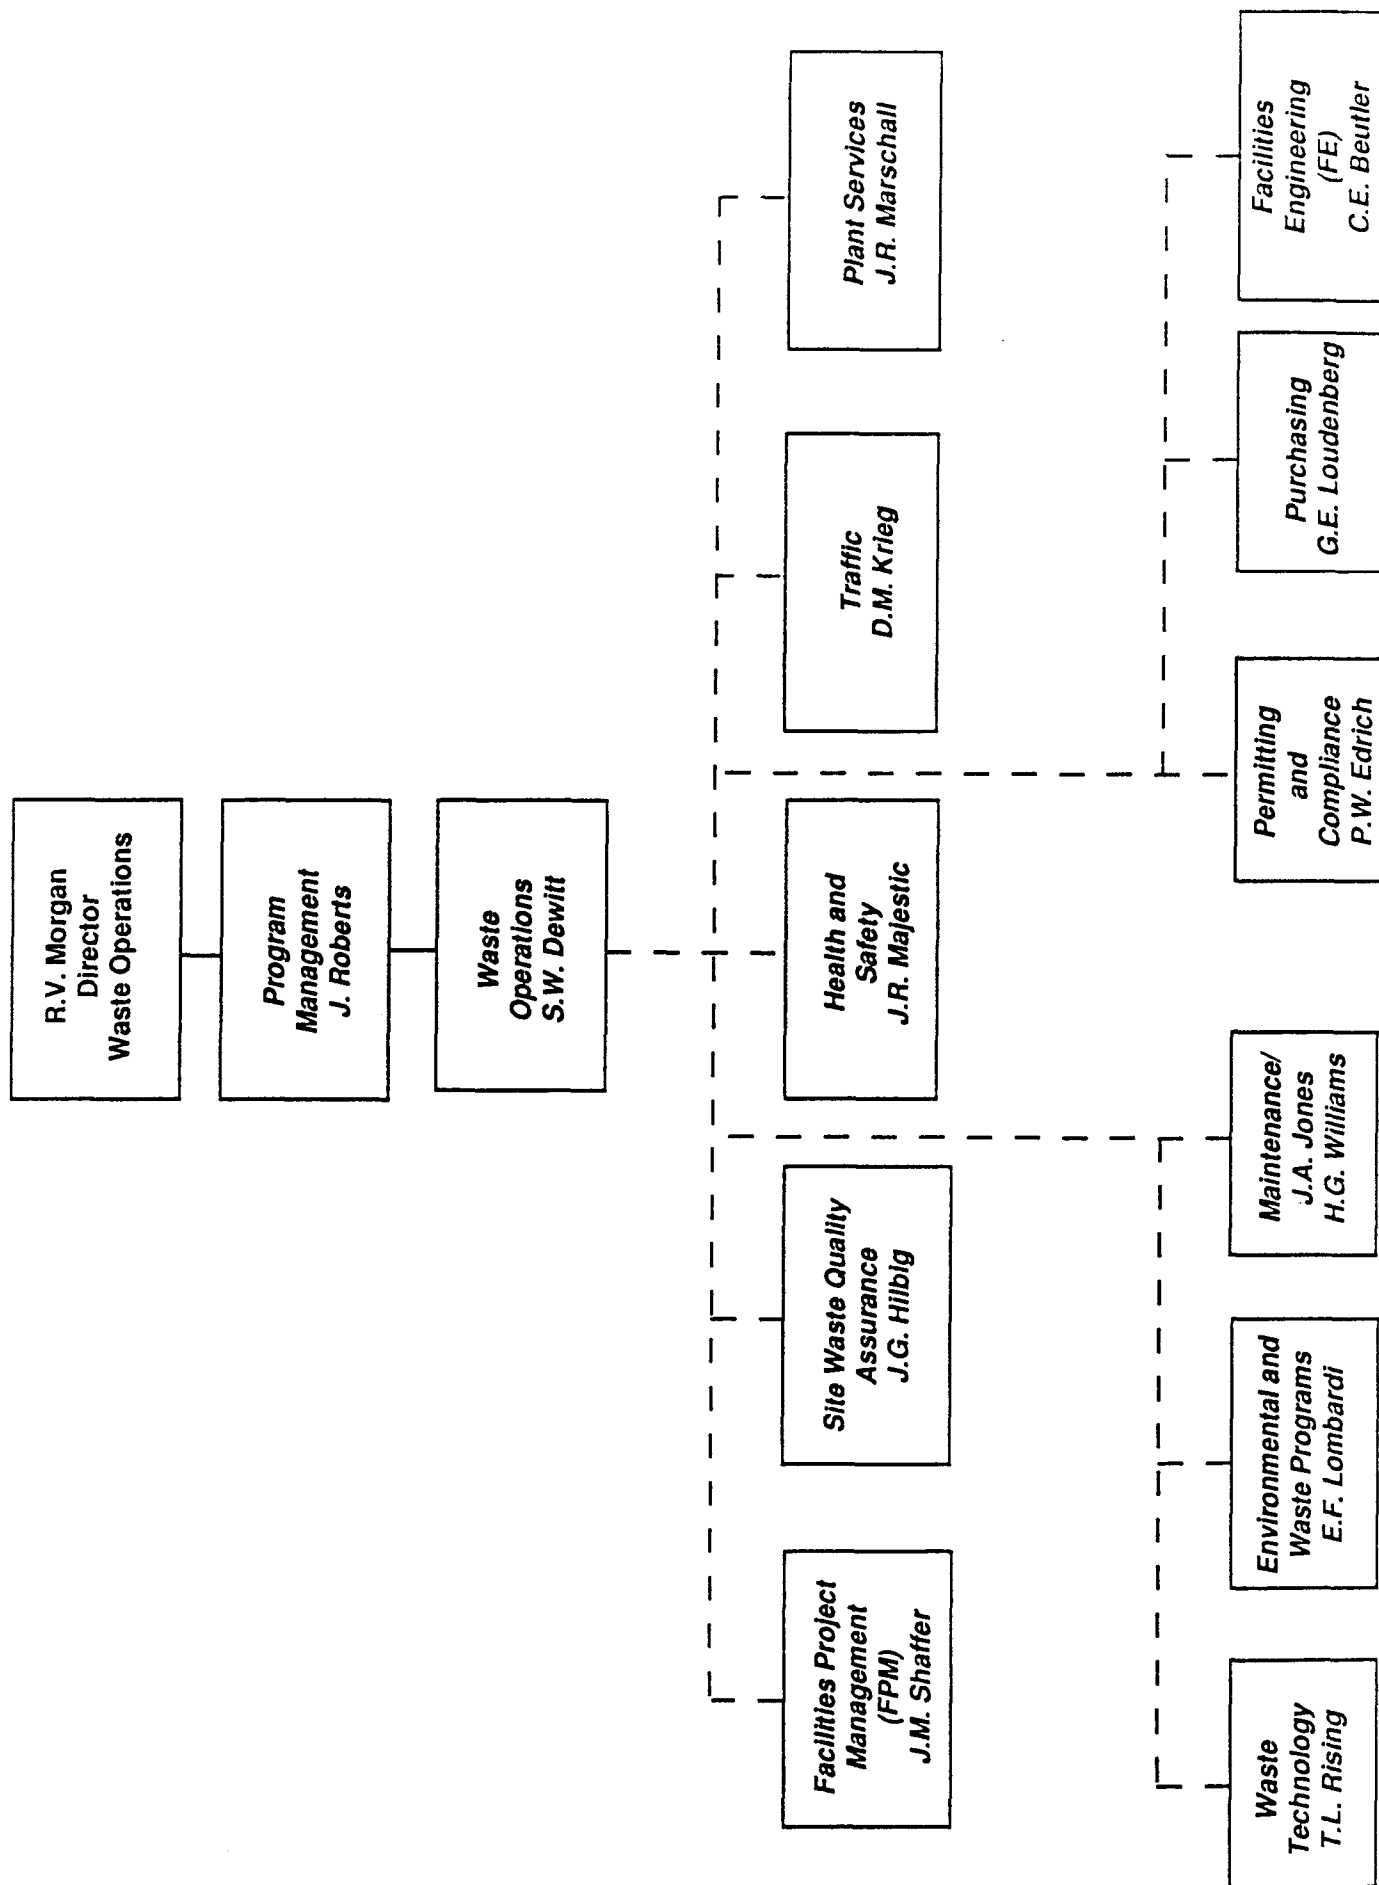 R.V. Morgan
Director
Waste Operations
Program
Management
J. Roberts
Waste
Operations
S.W. Dewitt
Facilities Project
Management
(FPM)
J.M. Shaffer
Site Waste Quality
Assurance
J.G. Hilbig
Health and
Safety
J.R. Majestic
Traffic
D.M. Krieg
Plant Services
J.R. Marschall
Waste
Technology
T.L. Rising
Environmental and
Waste Programs
E.F. Lombardi
Maintenance/
J.A. Jones
H.G. Williams
Permitting
and
Compliance
P.W. Edrich
Purchasing
G.E. Loudenberg
Facilities
Engineering
(FE)
C.E. Beutler